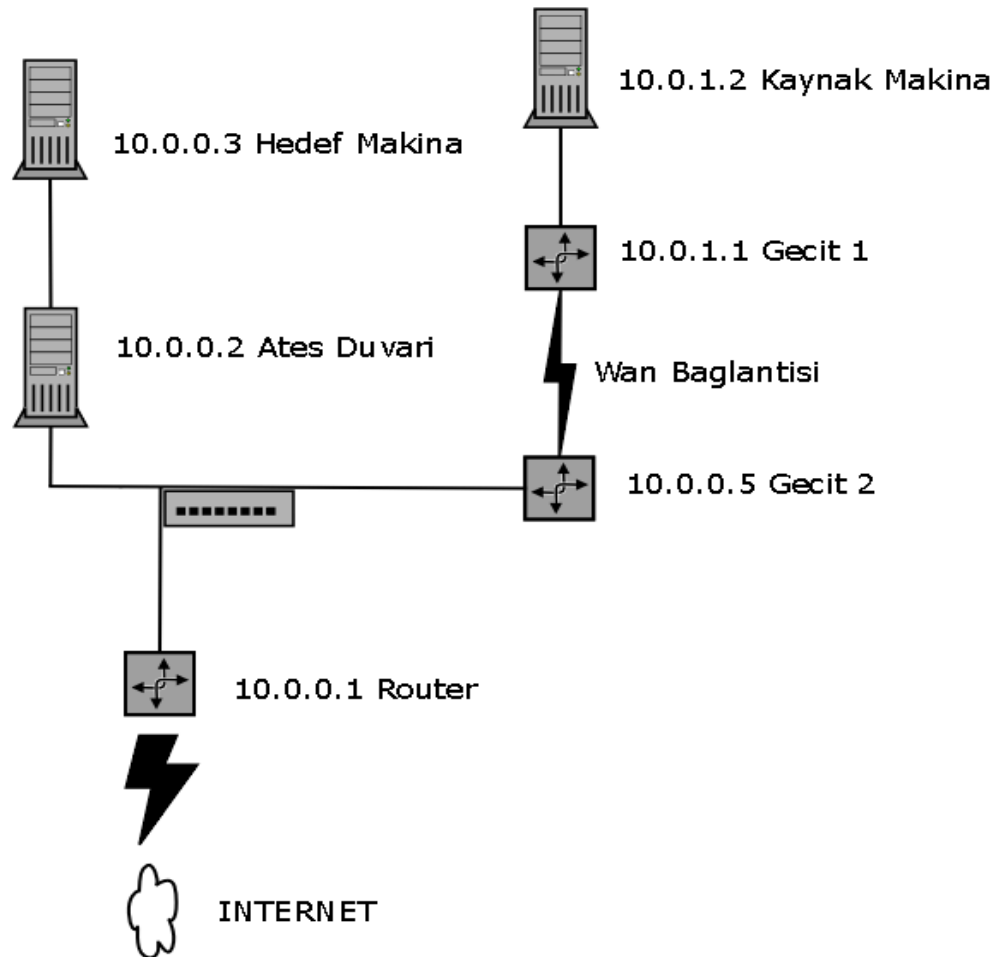 10.0.1.2 Kaynak Makina
10.0.0.3 Hedef Makina
10.0.1.1 Gecit 1
10.0.0.2 Ates Duvari
Wan Baglantisi
10.0.0.5 Gecit 2
10.0.0.1 Router
INTERNET